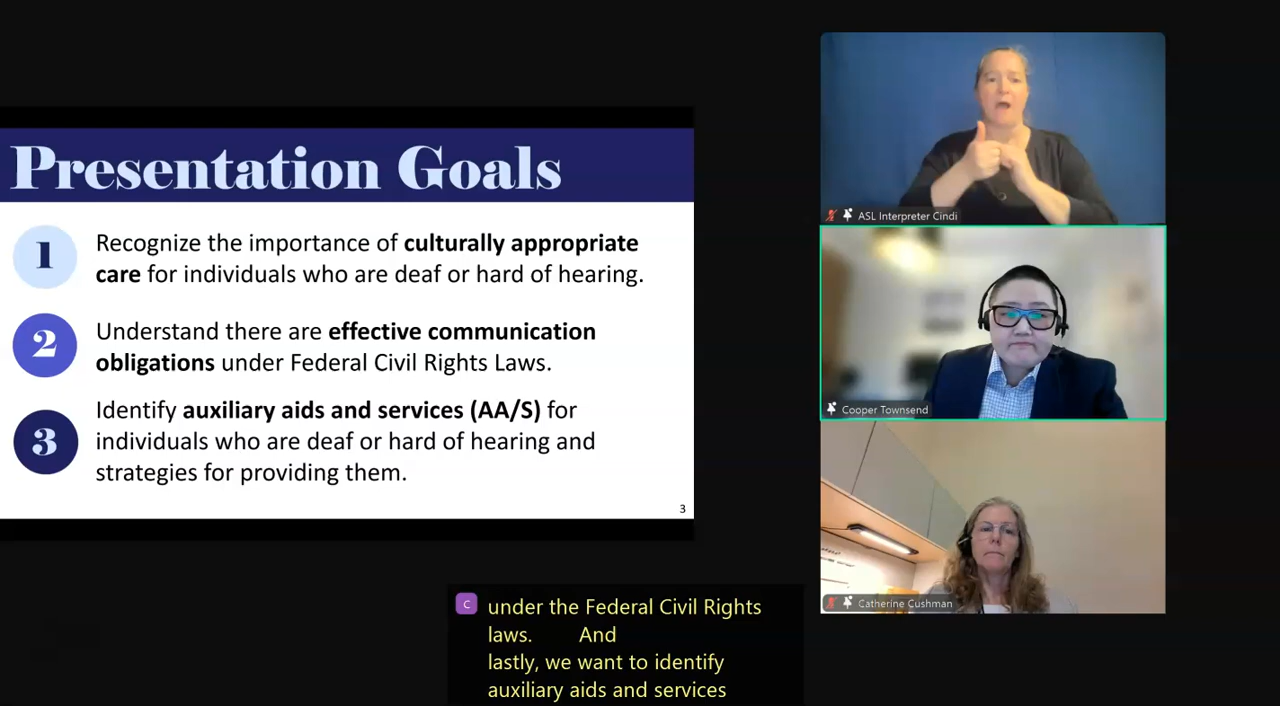 Presentation Goals
1
Recognize the importance of culturally appropriate
care for individuals who are deaf or hard of hearing.
2
Understand there are effective communication
obligations under Federal Civil Rights Laws.
3
Identify auxiliary aids and services (AA/S) for
individuals who are deaf or hard of hearing and
strategies for providing them.
3
ASL Interpreter Cindi
Cooper Townsend
Catherine Cushman
C
under the Federal Civil Rights
laws. And
lastly, we want to identify
auxiliary aids and services